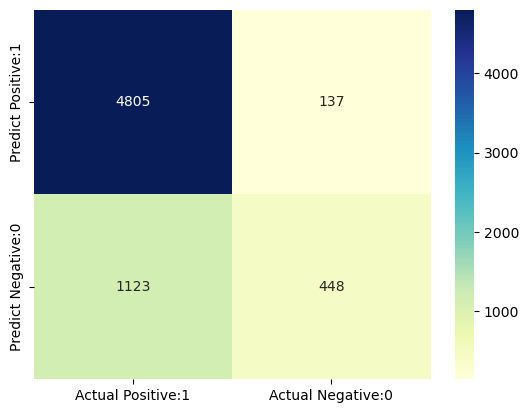 Predict Positive:1
4805 137
Predict Negative:0
1123 448
Actual Positive:1 Actual Negative:0
4000
3000
2000
1000